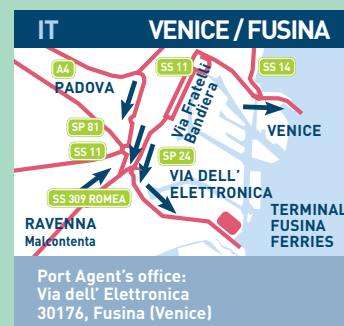 IT
VENICE / FUSINA
A4
PADOVA
SS 11
SS 14
Via Fratelli
Bandiera
VENICE
SP 81
SS 11
SP 24
VIA DELL'
ELETTRONICA
SS 309 ROMEA
RAVENNA
Malcontenta
TERMINAL
FUSINA
FERRIES
Port Agent's office:
Via dell' Elettronica
30176, Fusina (Venice)